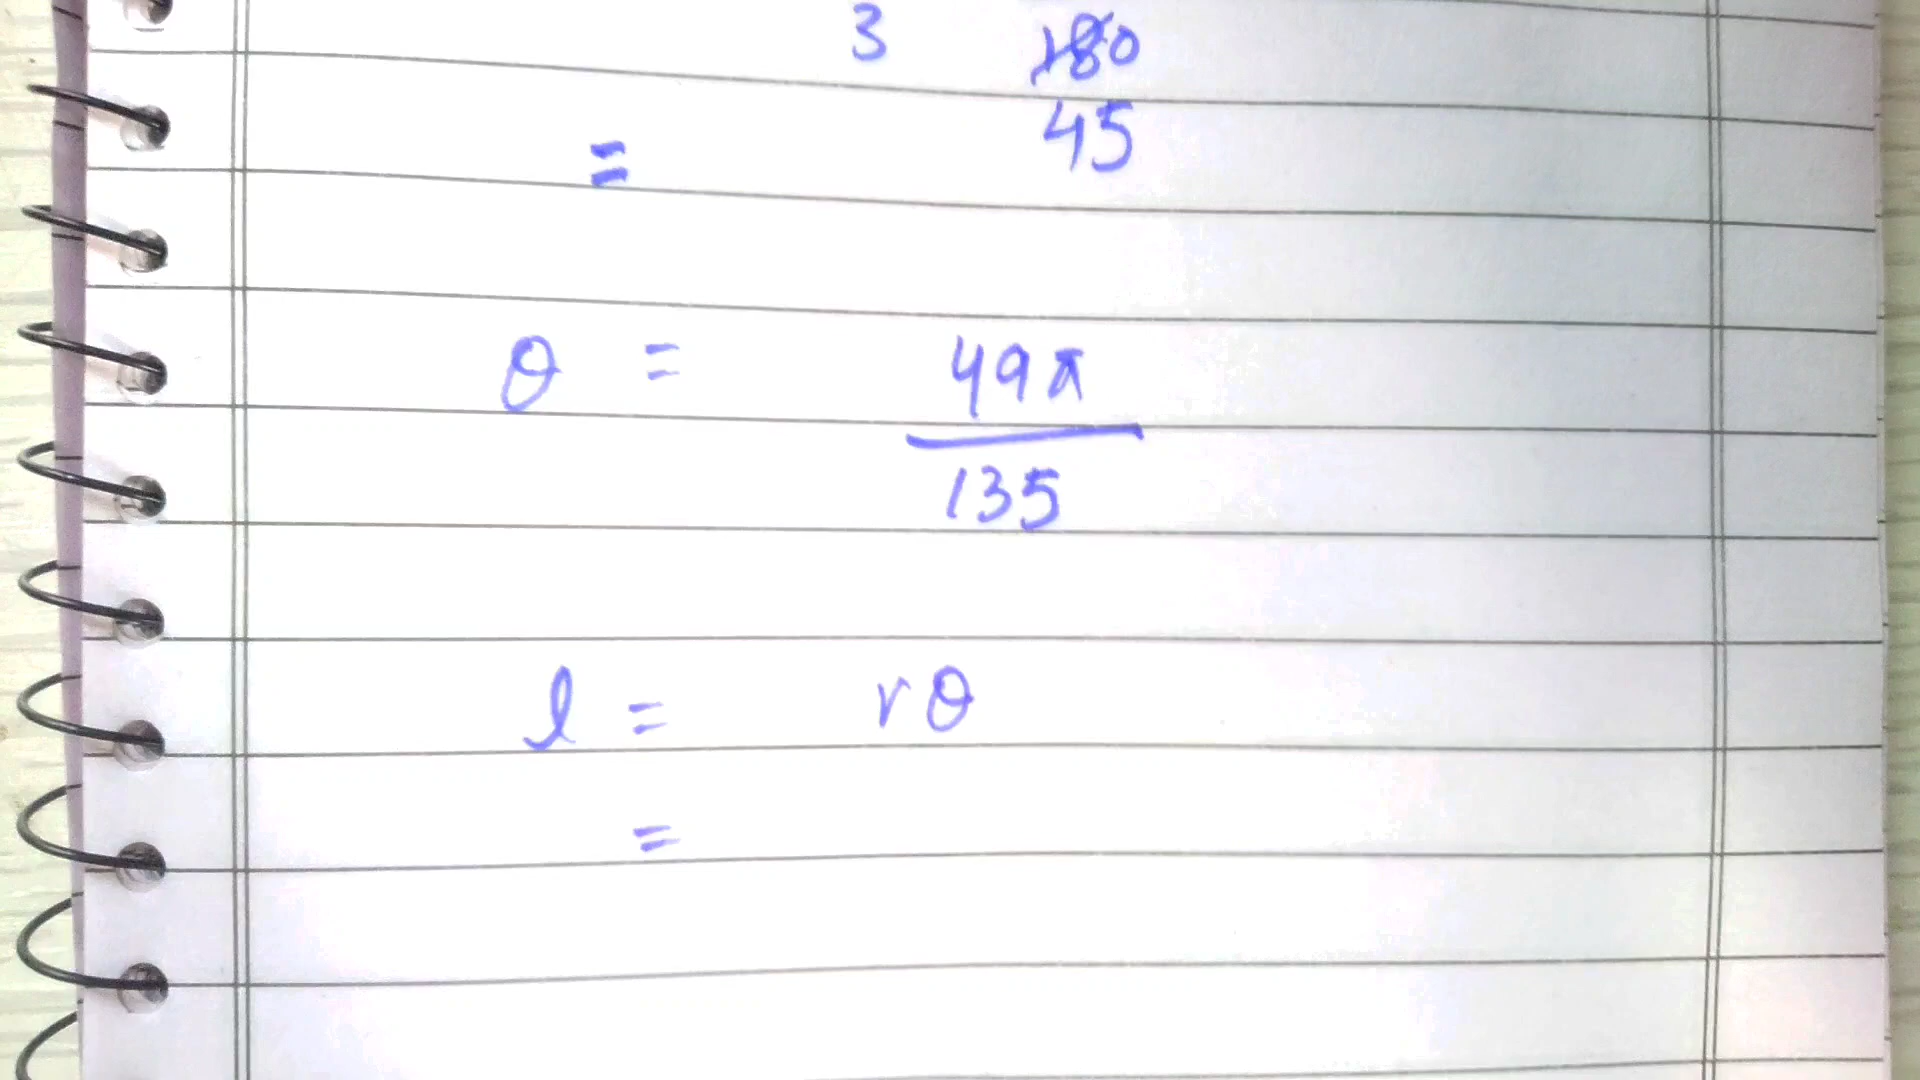 3 180
= 45
θ = 49π
135
l = rθ
=